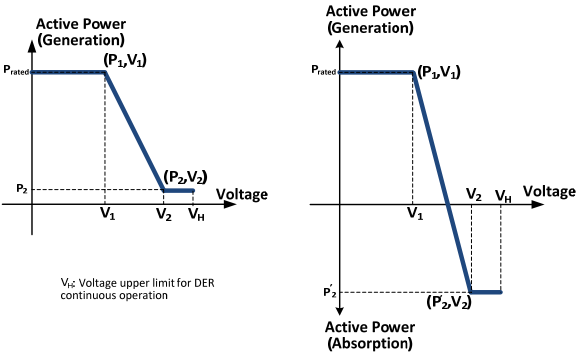 Active Power
(Generation)
(P1,V1)
Prated
P2
(P2,V2)
Voltage
V1
V2
VH
VH: Voltage upper limit for DER
continuous operation
Active Power
(Generation)
Prated
(P1,V1)
V2
VH
Voltage
V1
P'2
(P'2,V2)
Active Power
(Absorption)